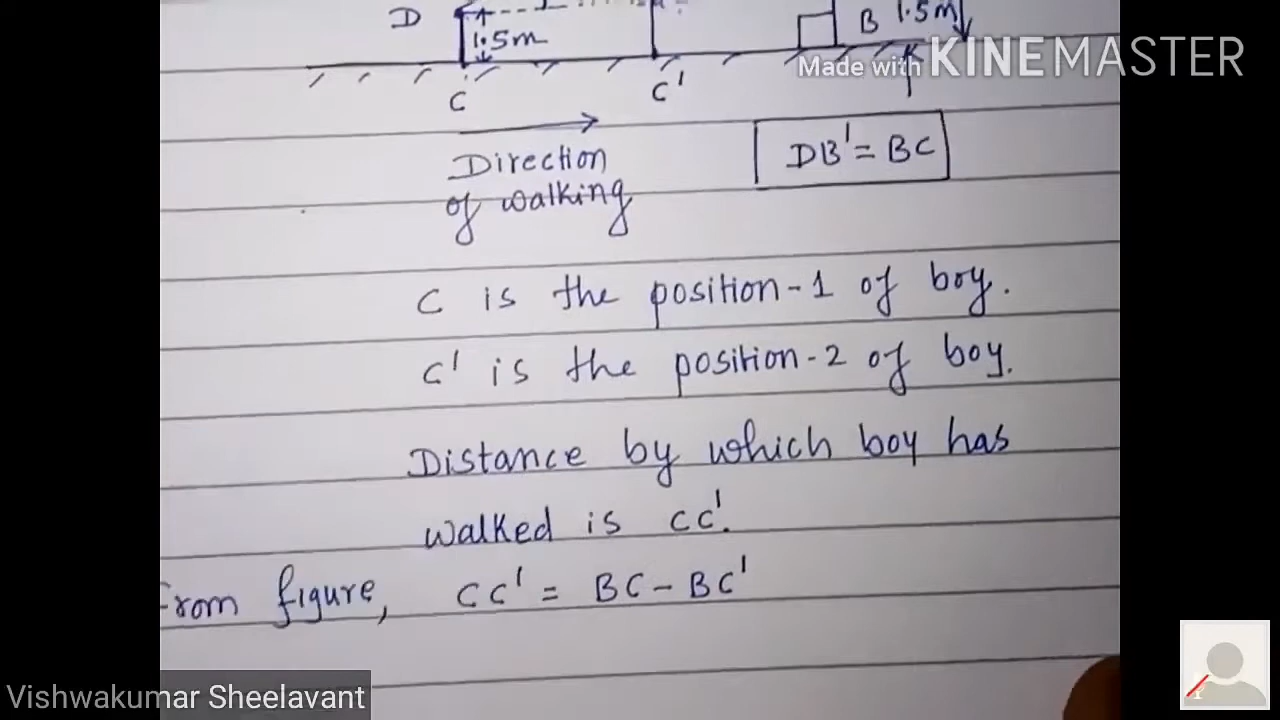 D
1.5m
B 1.5m
Made with KINEMASTER
C
C'
Direction
of walking
DB' = BC
C is the position-1 of boy.
C' is the position-2 of boy.
Distance by which boy has
walked is CC'.
From figure, CC' = BC - BC'
Vishwakumar Sheelavant